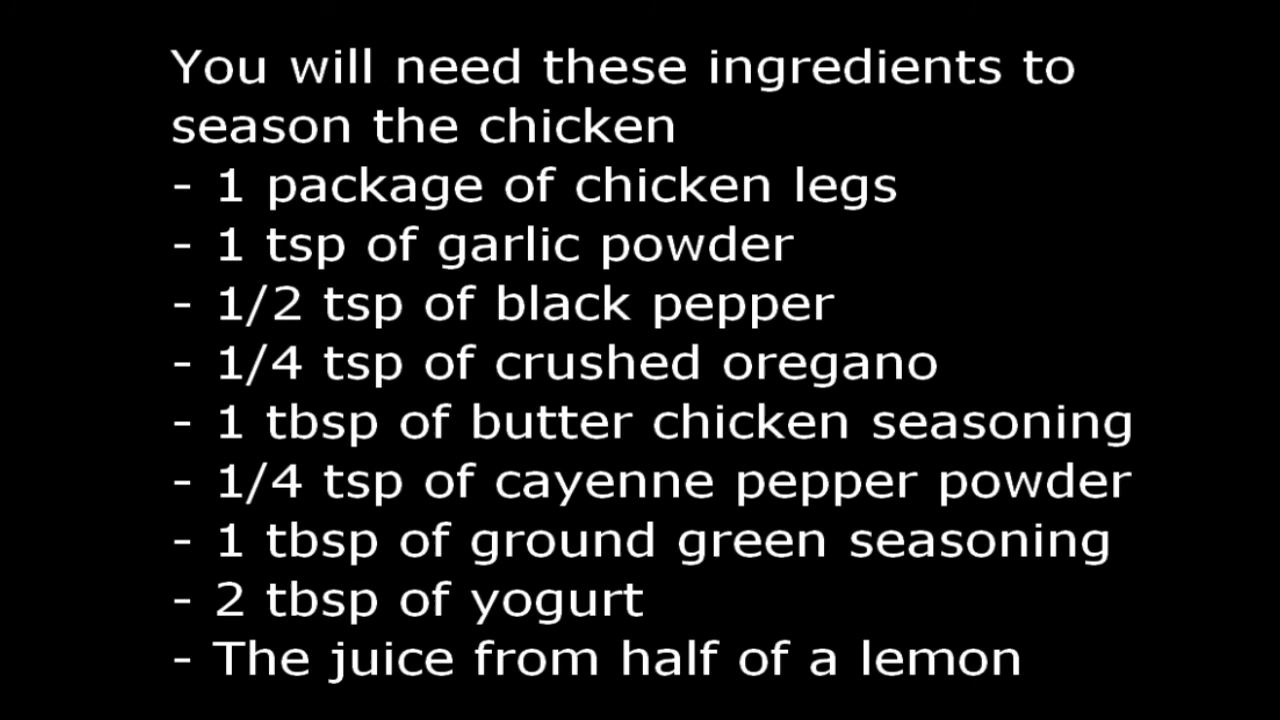 You will need these ingredients to
season the chicken
- 1 package of chicken legs
- 1 tsp of garlic powder
- 1/2 tsp of black pepper
- 1/4 tsp of crushed oregano
- 1 tbsp of butter chicken seasoning
- 1/4 tsp of cayenne pepper powder
- 1 tbsp of ground green seasoning
- 2 tbsp of yogurt
- The juice from half of a lemon